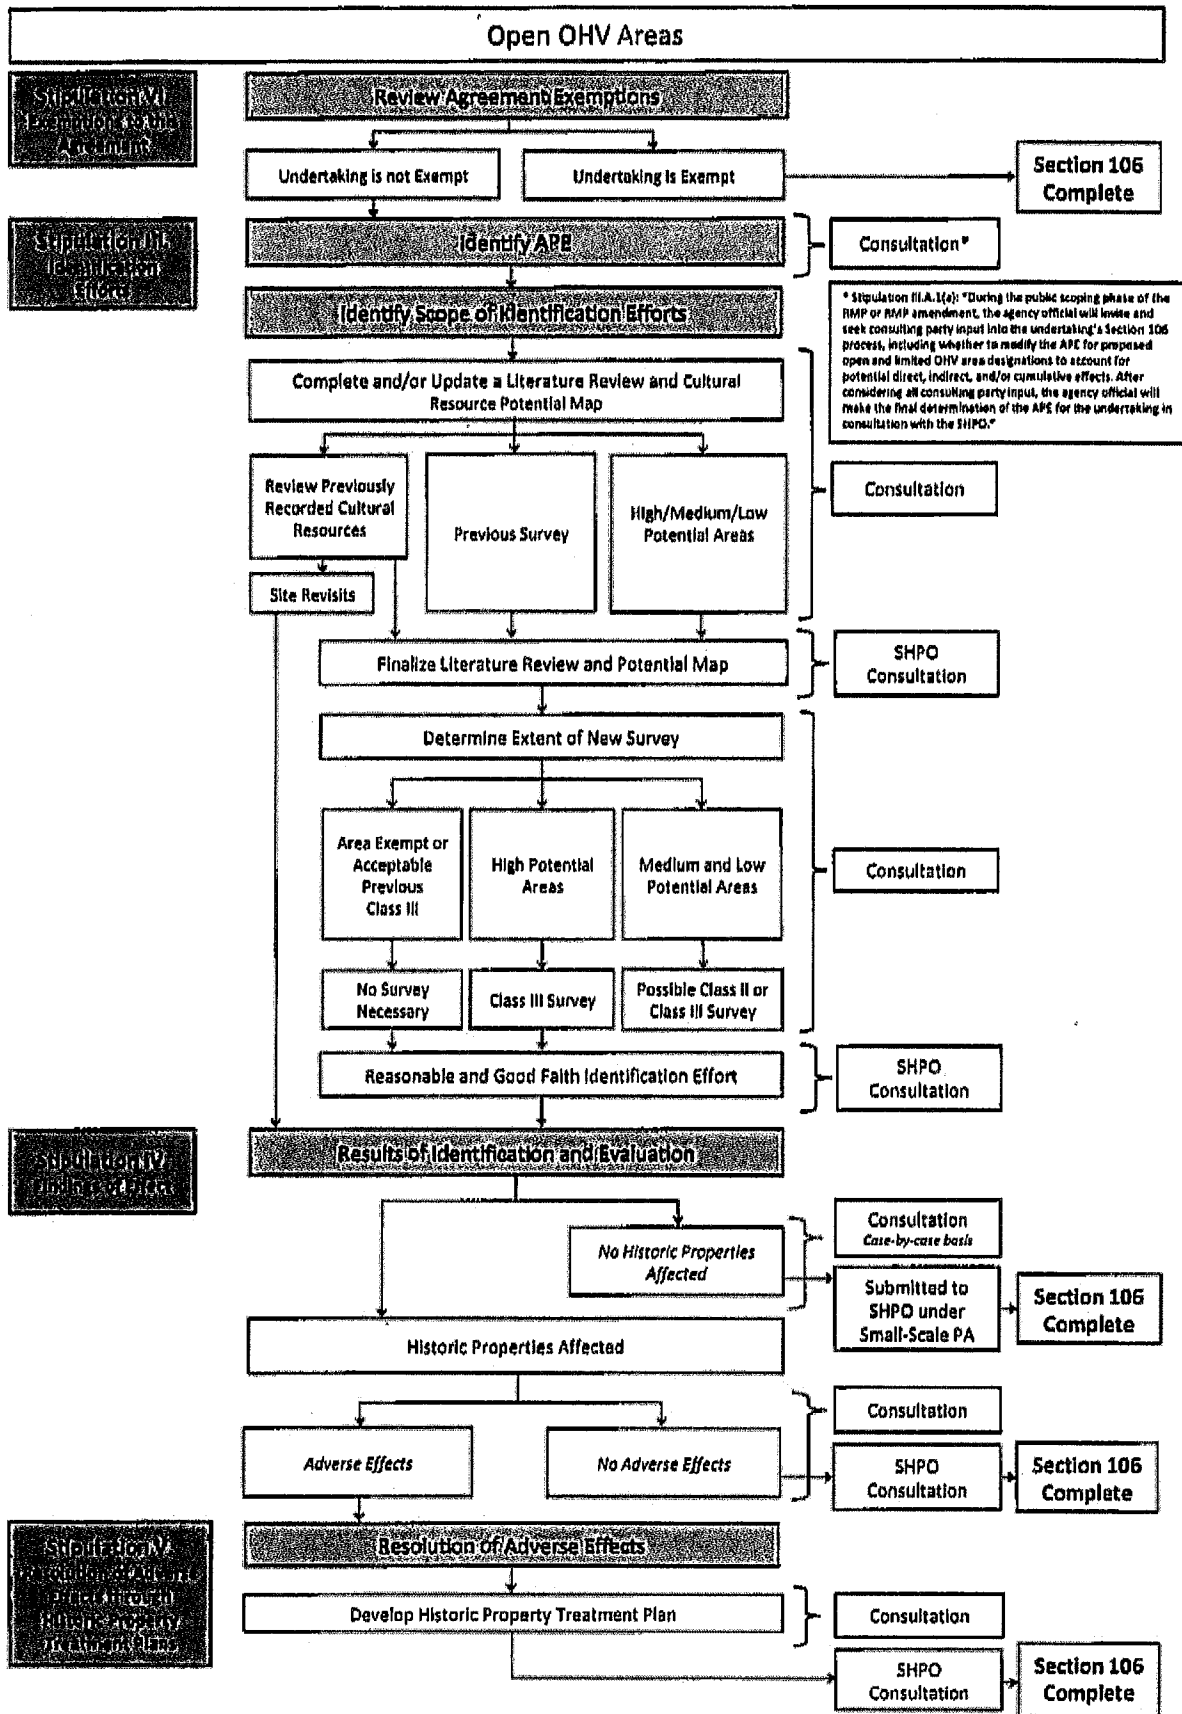 Open OHV Areas
Stipulation VI.
Exemptions to the
Agreement
Review Agreement Exemptions
Undertaking is not Exempt
Undertaking is Exempt
Section 106
Complete
Stipulation III.
Identification
Efforts
Identify APE
Consultation*
Identify Scope of Identification Efforts
* Stipulation III.A.1(a): "During the public scoping phase of the
RMP or RMP amendment, the agency official will invite and
seek consulting party input into the undertaking's Section 106
process, including whether to modify the APE for proposed
open and limited OHV area designations to account for
potential direct, indirect, and/or cumulative effects. After
considering all consulting party input, the agency official will
make the final determination of the APE for the undertaking in
consultation with the SHPO."
Complete and/or Update a Literature Review and Cultural
Resource Potential Map
Review Previously
Recorded Cultural
Resources
Previous Survey
High/Medium/Low
Potential Areas
Consultation
Site Revisits
Finalize Literature Review and Potential Map
SHPO
Consultation
Determine Extent of New Survey
Area Exempt or
Acceptable
Previous
Class III
High Potential
Areas
Medium and Low
Potential Areas
Consultation
No Survey
Necessary
Class III Survey
Possible Class II or
Class III Survey
Reasonable and Good Faith Identification Effort
SHPO
Consultation
Stipulation IV.
Findings of Effect
Results of Identification and Evaluation
No Historic Properties
Affected
Consultation
Case-by-case basis
Submitted to
SHPO under
Small-Scale PA
Section 106
Complete
Historic Properties Affected
Adverse Effects
No Adverse Effects
Consultation
SHPO
Consultation
Section 106
Complete
Stipulation V.
Resolution of Adverse
Effects through
Historic Property
Treatment Plans
Resolution of Adverse Effects
Develop Historic Property Treatment Plan
Consultation
SHPO
Consultation
Section 106
Complete